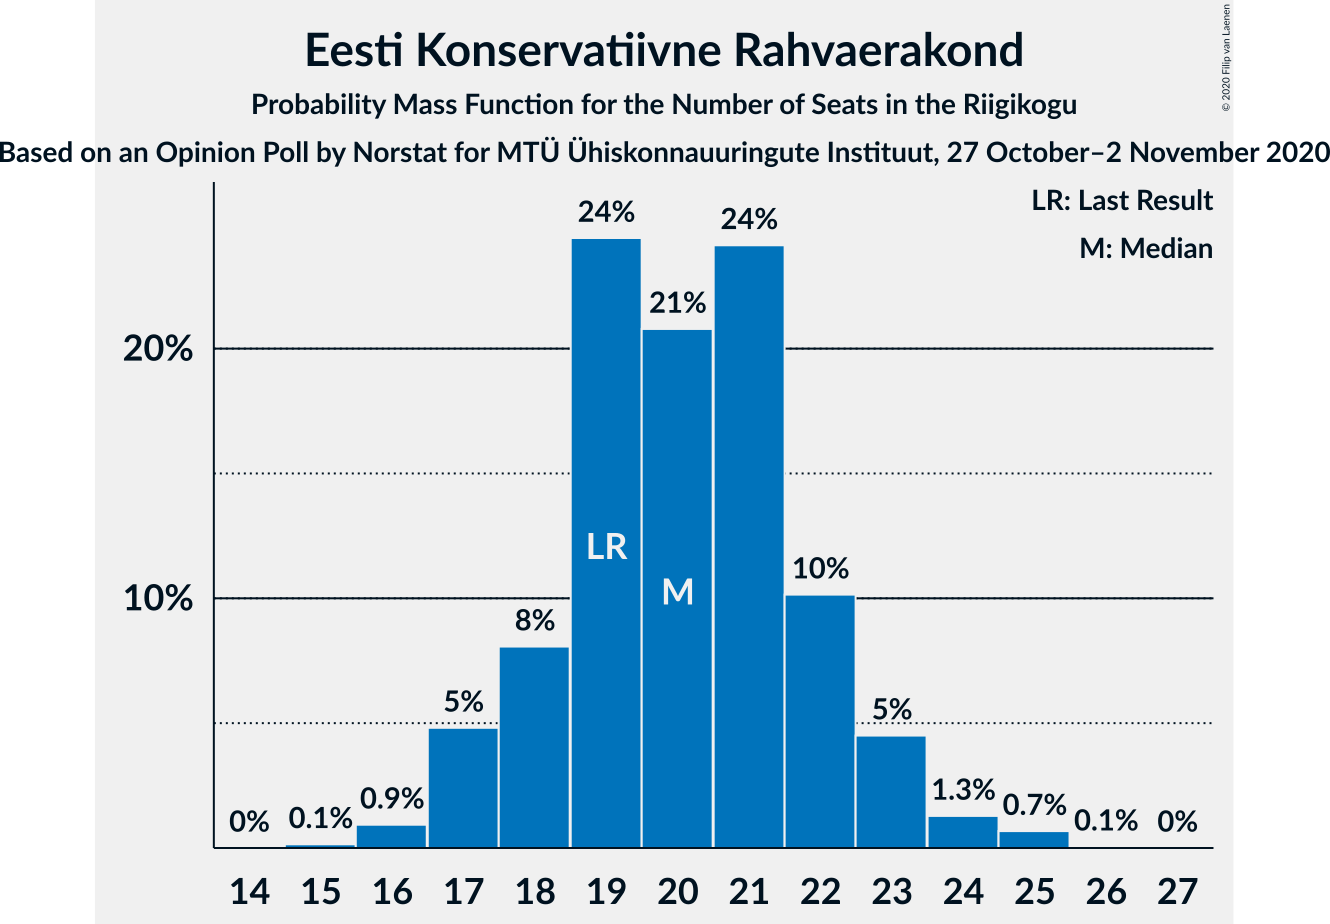 Eesti Konservatiivne Rahvaerakond
Probability Mass Function for the Number of Seats in the Riigikogu
Based on an Opinion Poll by Norstat for MTÜ Ühiskonnauuringute Instituut, 27 October–2 November 2020
© 2020 Filip van Laenen
LR: Last Result
M: Median
20%
10%
0%
0.1%
0.9%
5%
8%
24%
21%
24%
10%
5%
1.3%
0.7%
0.1%
0%
LR
M
14 15 16 17 18 19 20 21 22 23 24 25 26 27